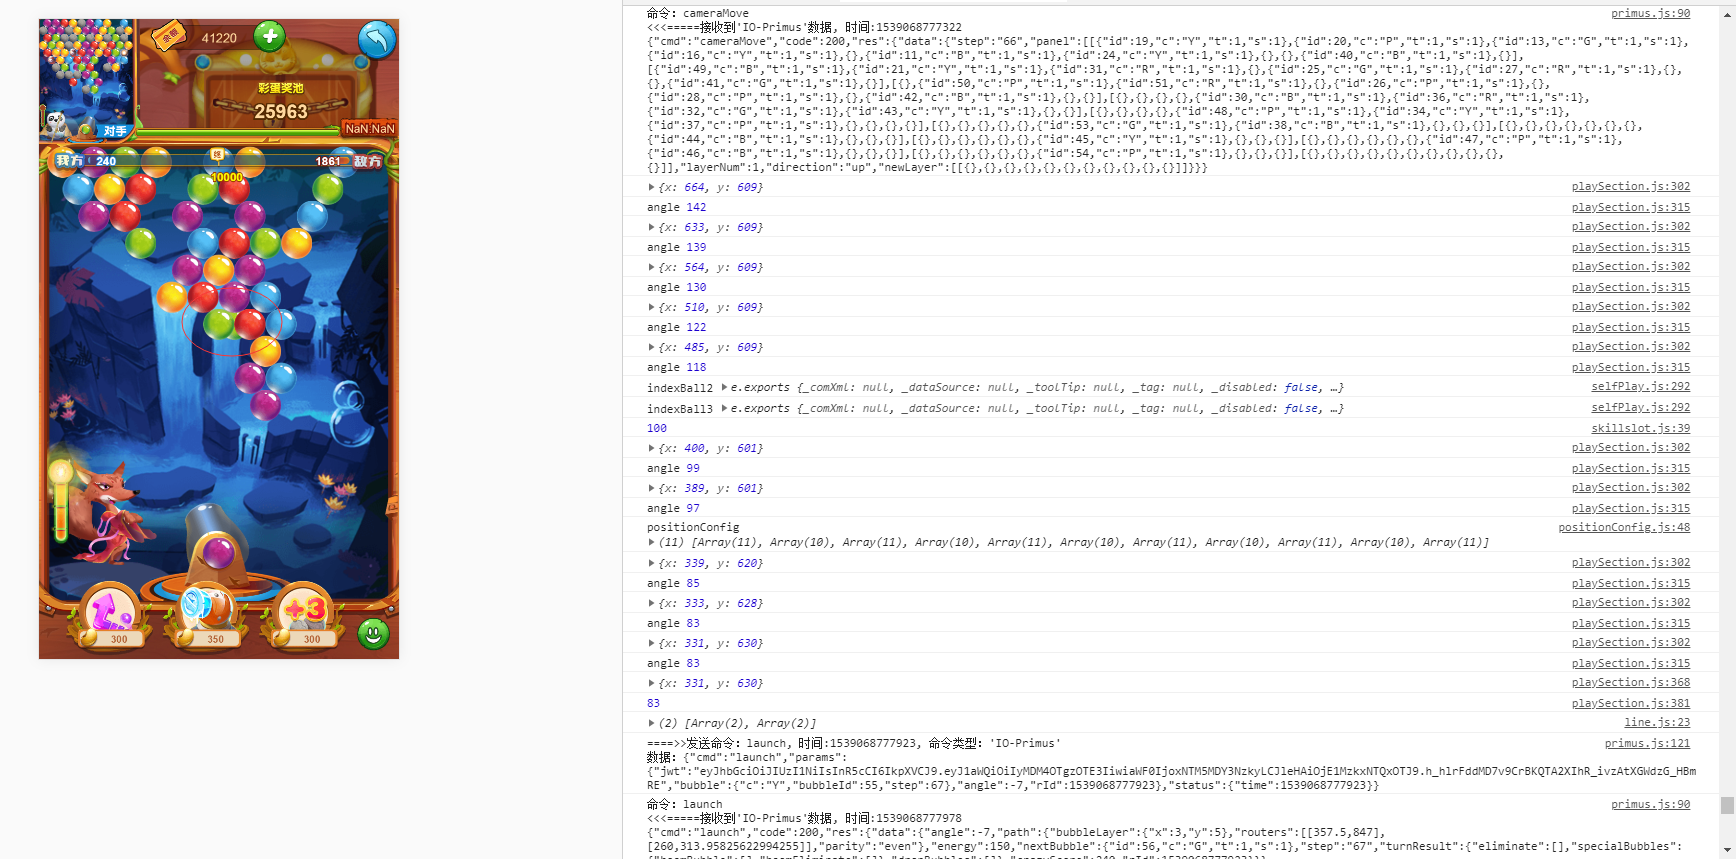 余额 41220
彩蛋奖池
25963
对手
NaN:NaN
我方 240
终
1861 敌方
10000
+3
300
350
300
命令: cameraMove
primus.js:90
<<<=====接收到'IO-Primus'数据, 时间:1539068777322
{"cmd":"cameraMove","code":200,"res":{"data":{"step":"66","panel":[[{"id":19,"c":"Y","t":1,"s":1},{"id":20,"c":"P","t":1,"s":1},{"id":13,"c":"G","t":1,"s":1},
{"id":16,"c":"Y","t":1,"s":1},{},{"id":11,"c":"B","t":1,"s":1},{"id":24,"c":"Y","t":1,"s":1},{},{},{"id":40,"c":"B","t":1,"s":1},{}],
[{"id":49,"c":"B","t":1,"s":1},{"id":21,"c":"Y","t":1,"s":1},{"id":31,"c":"R","t":1,"s":1},{},{"id":25,"c":"G","t":1,"s":1},{"id":27,"c":"R","t":1,"s":1},{},
{},{"id":41,"c":"G","t":1,"s":1},{}],[{},{"id":50,"c":"P","t":1,"s":1},{"id":51,"c":"R","t":1,"s":1},{},{"id":26,"c":"P","t":1,"s":1},{},
{"id":28,"c":"P","t":1,"s":1},{},{"id":42,"c":"B","t":1,"s":1},{},{}],[{},{},{},{},{"id":30,"c":"B","t":1,"s":1},{"id":36,"c":"R","t":1,"s":1},
{"id":32,"c":"G","t":1,"s":1},{"id":43,"c":"Y","t":1,"s":1},{},{}],[{},{},{},{},{"id":48,"c":"P","t":1,"s":1},{"id":34,"c":"Y","t":1,"s":1},
{"id":37,"c":"P","t":1,"s":1},{},{},{},{}],[{},{},{},{},{"id":53,"c":"G","t":1,"s":1},{"id":38,"c":"B","t":1,"s":1},{},{},{},{}],[{},{},{},{},{},{},{},
{"id":44,"c":"B","t":1,"s":1},{},{},{}],[{},{},{},{},{},{"id":45,"c":"Y","t":1,"s":1},{},{},{},{}],[{},{},{},{},{},{},{"id":47,"c":"P","t":1,"s":1},
{"id":46,"c":"B","t":1,"s":1},{},{},{}],[{},{},{},{},{},{"id":54,"c":"P","t":1,"s":1},{},{},{},{}],[{},{},{},{},{},{},{},{},{},{},
{}]],"layerNum":1,"direction":"up","newLayer":[[{},{},{},{},{},{},{},{},{},{},{}]]}}}
{x: 664, y: 609} playSection.js:302
angle 142 playSection.js:315
{x: 633, y: 609} playSection.js:302
angle 139 playSection.js:315
{x: 564, y: 609} playSection.js:302
angle 130 playSection.js:315
{x: 510, y: 609} playSection.js:302
angle 122 playSection.js:315
{x: 485, y: 609} playSection.js:302
angle 118 playSection.js:315
indexBall2 e.exports {_comXml: null, _dataSource: null, _toolTip: null, _tag: null, _disabled: false, …} selfPlay.js:292
indexBall3 e.exports {_comXml: null, _dataSource: null, _toolTip: null, _tag: null, _disabled: false, …} selfPlay.js:292
100 skillslot.js:39
{x: 400, y: 601} playSection.js:302
angle 99 playSection.js:315
{x: 389, y: 601} playSection.js:302
angle 97 playSection.js:315
positionConfig positionConfig.js:48
(11) [Array(11), Array(10), Array(11), Array(10), Array(11), Array(10), Array(11), Array(10), Array(11), Array(10), Array(11)]
{x: 339, y: 620} playSection.js:302
angle 85 playSection.js:315
{x: 333, y: 628} playSection.js:302
angle 83 playSection.js:315
{x: 331, y: 630} playSection.js:302
angle 83 playSection.js:315
{x: 331, y: 630} playSection.js:368
83 playSection.js:381
(2) [Array(2), Array(2)] line.js:23
====>>发送命令: launch, 时间:1539068777923, 命令类型: 'IO-Primus' primus.js:121
数据: {"cmd":"launch","params":
{"jwt":"eyJhbGciOiJIUzI1NiIsInR5cCI6IkpXVCJ9.eyJ1aWQiOiIyMDM4OTgzOTE3IiwiaWF0IjoxNTM5MDY3NzkyLCJleHAiOjE1MzkxNTQxOTJ9.h_hlrFddMD7v9CrBKQTA2XIhR_ivzAtXGWdzG_HBm
RE","bubble":{"c":"Y","bubbleId":55,"step":67},"angle":-7,"rId":1539068777923},"status":{"time":1539068777923}}
命令: launch primus.js:90
<<<=====接收到'IO-Primus'数据, 时间:1539068777978
{"cmd":"launch","code":200,"res":{"data":{"angle":-7,"path":{"bubbleLayer":{"x":3,"y":5},"routers":[[357.5,847],
[260,313.95825622994255]],"parity":"even"},"energy":150,"nextBubble":{"id":56,"c":"G","t":1,"s":1},"step":"67","turnResult":{"eliminate":[],"specialBubbles":